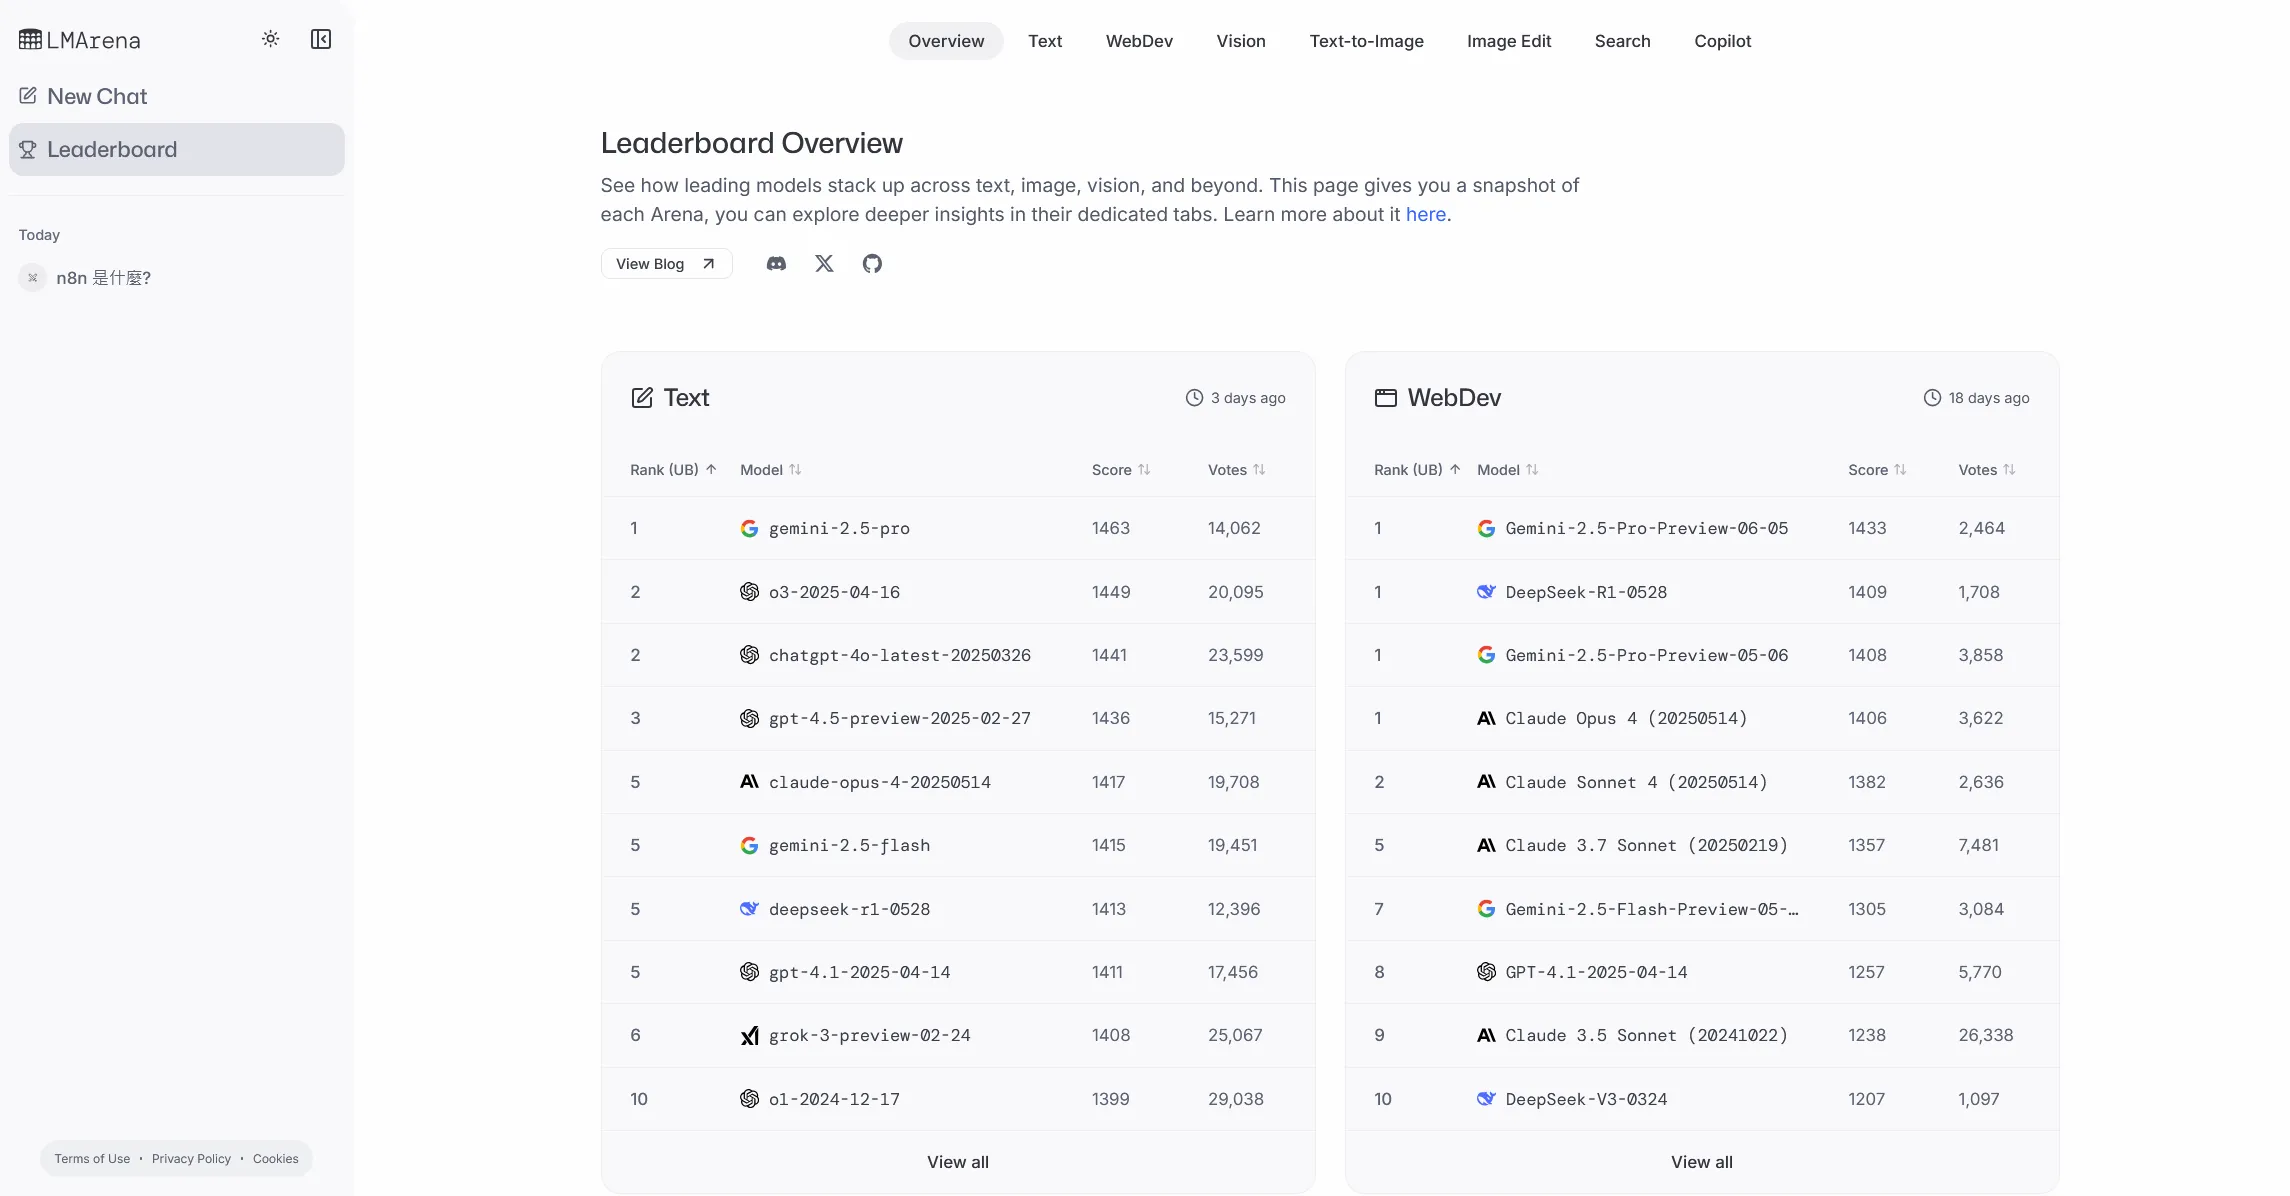 LMArena
New Chat
Leaderboard
Today
n8n 是什麼?
Terms of Use • Privacy Policy • Cookies
Overview Text WebDev Vision Text-to-Image Image Edit Search Copilot
Leaderboard Overview
See how leading models stack up across text, image, vision, and beyond. This page gives you a snapshot of
each Arena, you can explore deeper insights in their dedicated tabs. Learn more about it here.
View Blog
Text 3 days ago
Rank (UB) Model Score Votes
1 gemini-2.5-pro 1463 14,062
2 o3-2025-04-16 1449 20,095
2 chatgpt-4o-latest-20250326 1441 23,599
3 gpt-4.5-preview-2025-02-27 1436 15,271
5 claude-opus-4-20250514 1417 19,708
5 gemini-2.5-flash 1415 19,451
5 deepseek-r1-0528 1413 12,396
5 gpt-4.1-2025-04-14 1411 17,456
6 grok-3-preview-02-24 1408 25,067
10 o1-2024-12-17 1399 29,038
View all
WebDev 18 days ago
Rank (UB) Model Score Votes
1 Gemini-2.5-Pro-Preview-06-05 1433 2,464
1 DeepSeek-R1-0528 1409 1,708
1 Gemini-2.5-Pro-Preview-05-06 1408 3,858
1 Claude Opus 4 (20250514) 1406 3,622
2 Claude Sonnet 4 (20250514) 1382 2,636
5 Claude 3.7 Sonnet (20250219) 1357 7,481
7 Gemini-2.5-Flash-Preview-05-… 1305 3,084
8 GPT-4.1-2025-04-14 1257 5,770
9 Claude 3.5 Sonnet (20241022) 1238 26,338
10 DeepSeek-V3-0324 1207 1,097
View all